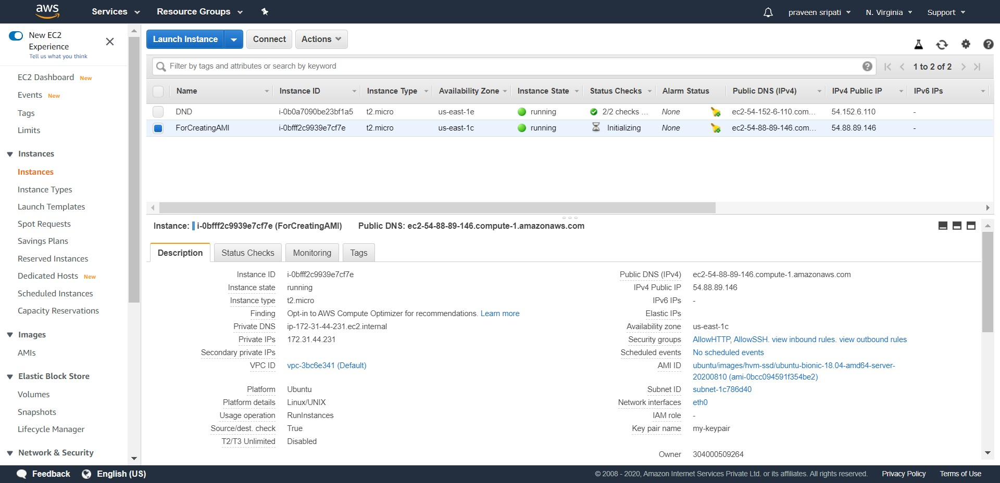 aws Services Resource Groups praveen sripati N. Virginia Support
New EC2
Experience
Tell us what you think
EC2 Dashboard New
Events New
Tags
Limits
Instances
Instances
Instance Types
Launch Templates
Spot Requests
Savings Plans
Reserved Instances
Dedicated Hosts New
Scheduled Instances
Capacity Reservations
Images
AMIs
Elastic Block Store
Volumes
Snapshots
Lifecycle Manager
Network & Security
Launch Instance Connect Actions
Filter by tags and attributes or search by keyword 1 to 2 of 2
Name Instance ID Instance Type Availability Zone Instance State Status Checks Alarm Status Public DNS (IPv4) IPv4 Public IP IPv6 IPs
DND i-0b0a7090be23bf1a5 t2.micro us-east-1e running 2/2 checks ... None ec2-54-152-6-110.com... 54.152.6.110 -
ForCreatingAMI i-0bfff2c9939e7cf7e t2.micro us-east-1c running Initializing None ec2-54-88-89-146.com... 54.88.89.146 -
Instance: i-0bfff2c9939e7cf7e (ForCreatingAMI) Public DNS: ec2-54-88-89-146.compute-1.amazonaws.com
Description Status Checks Monitoring Tags
Instance ID i-0bfff2c9939e7cf7e
Instance state running
Instance type t2.micro
Finding Opt-in to AWS Compute Optimizer for recommendations. Learn more
Private DNS ip-172-31-44-231.ec2.internal
Private IPs 172.31.44.231
Secondary private IPs
VPC ID vpc-3bc6e341 (Default)
Platform Ubuntu
Platform details Linux/UNIX
Usage operation RunInstances
Source/dest. check True
T2/T3 Unlimited Disabled
Public DNS (IPv4) ec2-54-88-89-146.compute-1.amazonaws.com
IPv4 Public IP 54.88.89.146
IPv6 IPs -
Elastic IPs
Availability zone us-east-1c
Security groups AllowHTTP, AllowSSH. view inbound rules. view outbound rules
Scheduled events No scheduled events
AMI ID ubuntu/images/hvm-ssd/ubuntu-bionic-18.04-amd64-server-
20200810 (ami-0bcc094591f354be2)
Subnet ID subnet-1c786d40
Network interfaces eth0
IAM role -
Key pair name my-keypair
Owner 304000509264
Feedback English (US) © 2008 - 2020, Amazon Internet Services Private Ltd. or its affiliates. All rights reserved. Privacy Policy Terms of Use